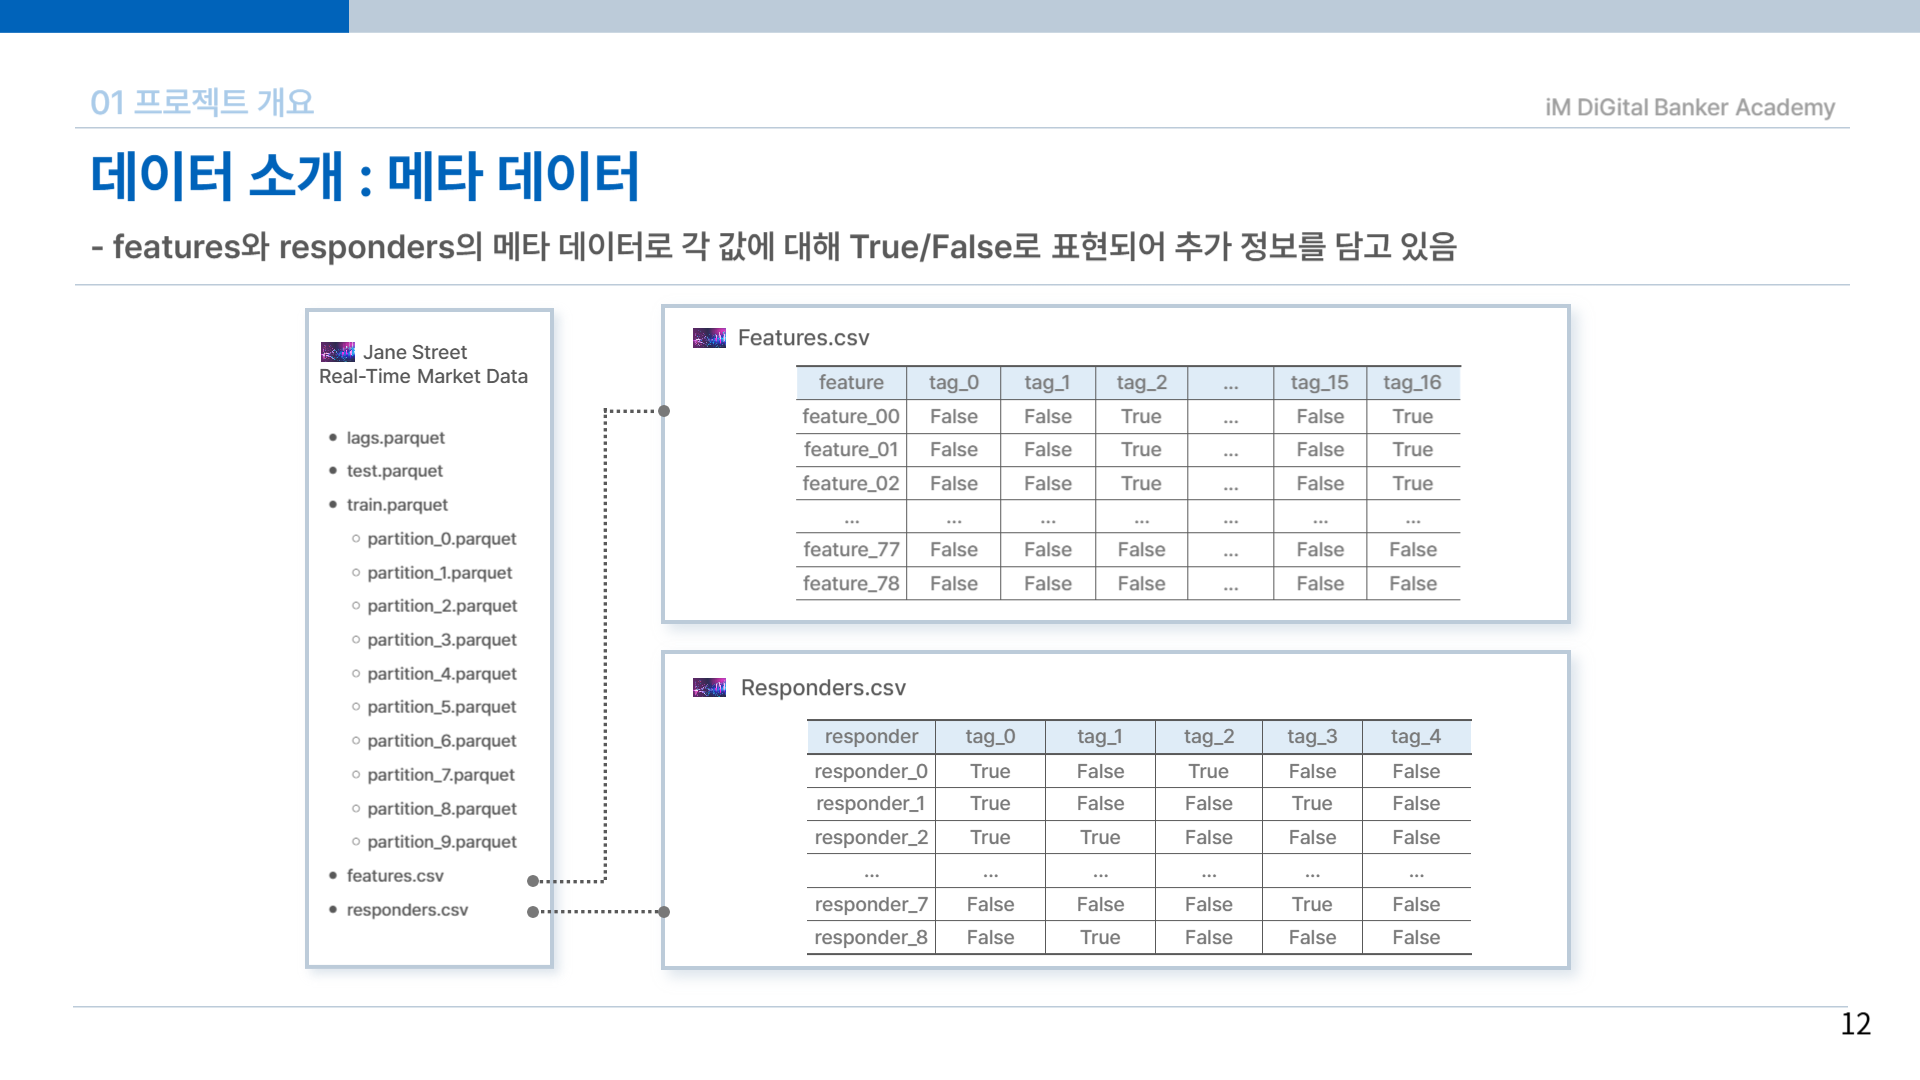 01 프로젝트 개요
iM DiGital Banker Academy
데이터 소개 : 메타 데이터
- features와 responders의 메타 데이터로 각 값에 대해 True/False로 표현되어 추가 정보를 담고 있음
Jane Street
Real-Time Market Data
• lags.parquet
• test.parquet
• train.parquet
◦ partition_0.parquet
◦ partition_1.parquet
◦ partition_2.parquet
◦ partition_3.parquet
◦ partition_4.parquet
◦ partition_5.parquet
◦ partition_6.parquet
◦ partition_7.parquet
◦ partition_8.parquet
◦ partition_9.parquet
• features.csv
• responders.csv
Features.csv
feature tag_0 tag_1 tag_2 ... tag_15 tag_16
feature_00 False False True ... False True
feature_01 False False True ... False True
feature_02 False False True ... False True
... ... ... ... ... ... ...
feature_77 False False False ... False False
feature_78 False False False ... False False
Responders.csv
responder tag_0 tag_1 tag_2 tag_3 tag_4
responder_0 True False True False False
responder_1 True False False True False
responder_2 True True False False False
... ... ... ... ... ...
responder_7 False False False True False
responder_8 False True False False False
12